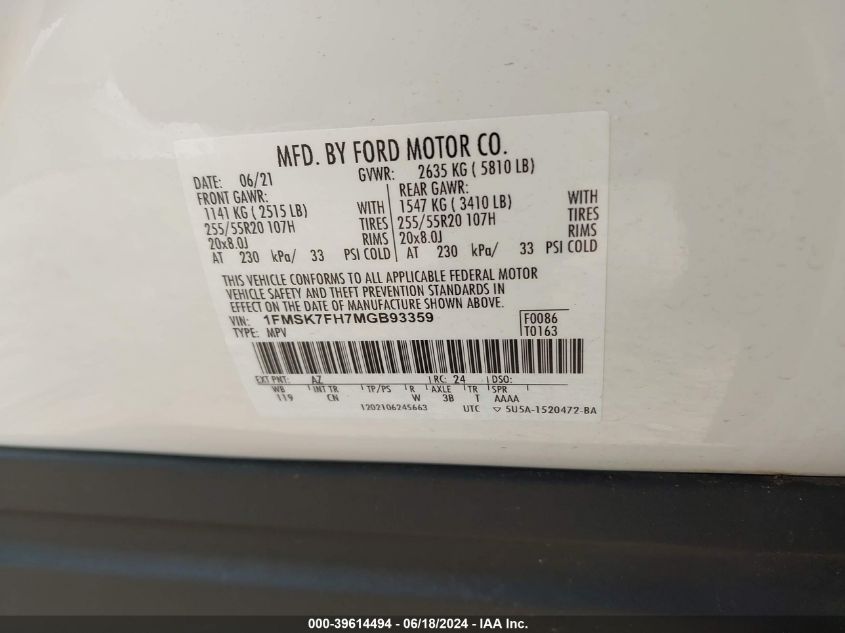 MFD. BY FORD MOTOR CO.
DATE: 06/21 GVWR: 2635 KG ( 5810 LB)
FRONT GAWR: REAR GAWR:
1141 KG ( 2515 LB) WITH 1547 KG ( 3410 LB) WITH
255/55R20 107H TIRES 255/55R20 107H TIRES
20x8.0J RIMS 20x8.0J RIMS
AT 230 kPa/ 33 PSI COLD AT 230 kPa/ 33 PSI COLD
THIS VEHICLE CONFORMS TO ALL APPLICABLE FEDERAL MOTOR
VEHICLE SAFETY AND THEFT PREVENTION STANDARDS IN
EFFECT ON THE DATE OF MANUFACTURE SHOWN ABOVE.
VIN: 1FMSK7FH7MGB93359 F0086
TYPE: MPV T0163
EXT PNT: AZ RC: 24 DSO:
WB INT TR TP/PS R AXLE TR SPR
119 CN W 3B T AAAA
1202106245663 UTC ▽ 5U5A-1520472-BA
000-39614494 - 06/18/2024 - IAA Inc.